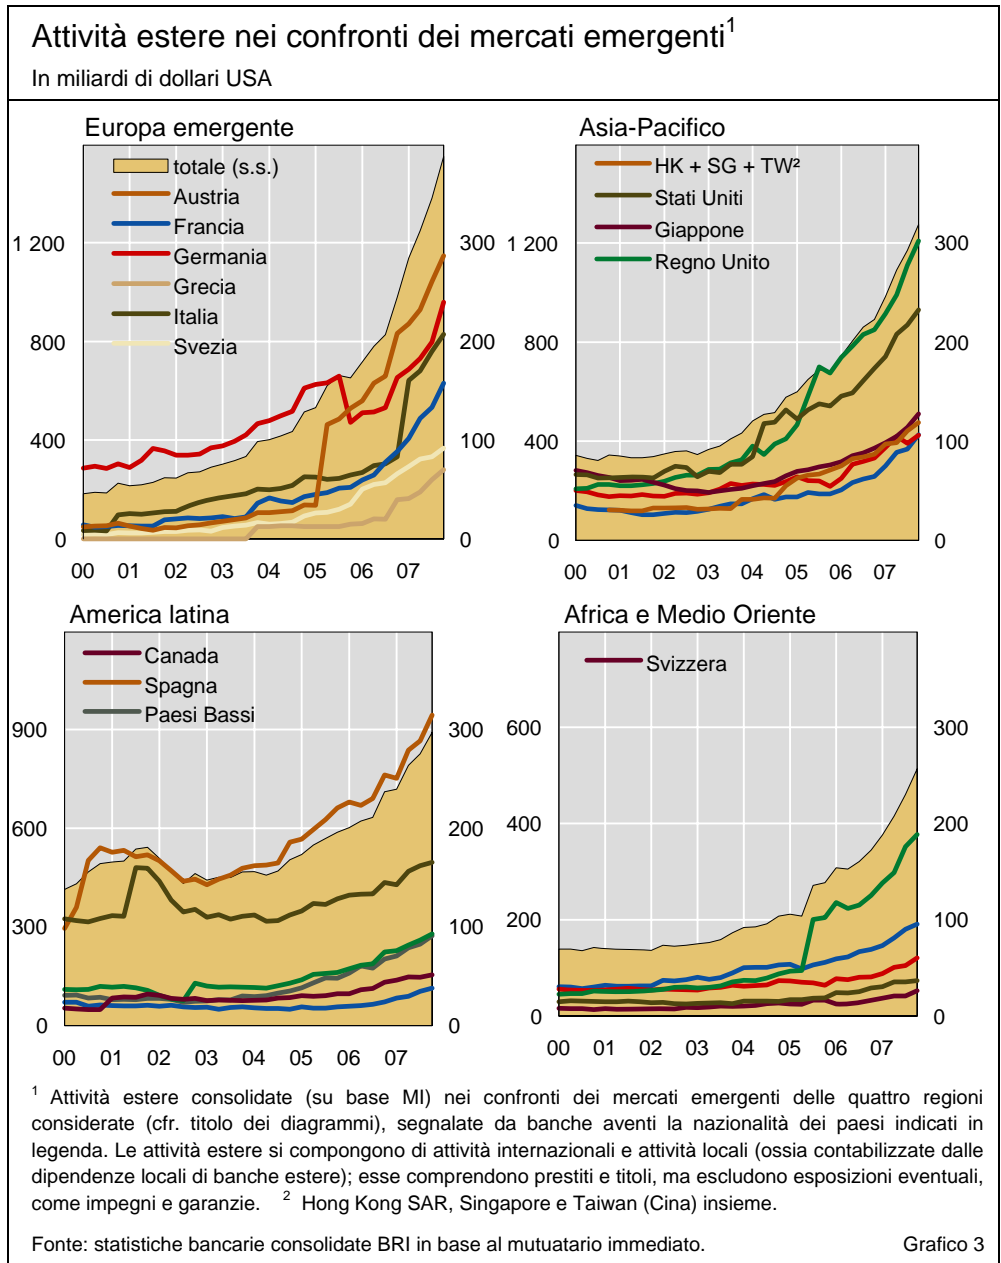 Attività estere nei confronti dei mercati emergenti¹
In miliardi di dollari USA
Europa emergente
totale (s.s.)
Austria
Francia
Germania
Grecia
Italia
Svezia
1 200
800
400
0
300
200
100
0
00 01 02 03 04 05 06 07
Asia-Pacifico
HK + SG + TW²
Stati Uniti
Giappone
Regno Unito
1 200
800
400
0
300
200
100
0
00 01 02 03 04 05 06 07
America latina
Canada
Spagna
Paesi Bassi
900
600
300
0
300
200
100
0
00 01 02 03 04 05 06 07
Africa e Medio Oriente
Svizzera
600
400
200
0
300
200
100
0
00 01 02 03 04 05 06 07
¹ Attività estere consolidate (su base MI) nei confronti dei mercati emergenti delle quattro regioni
considerate (cfr. titolo dei diagrammi), segnalate da banche aventi la nazionalità dei paesi indicati in
legenda. Le attività estere si compongono di attività internazionali e attività locali (ossia contabilizzate dalle
dipendenze locali di banche estere); esse comprendono prestiti e titoli, ma escludono esposizioni eventuali,
come impegni e garanzie. ² Hong Kong SAR, Singapore e Taiwan (Cina) insieme.
Fonte: statistiche bancarie consolidate BRI in base al mutuatario immediato. Grafico 3